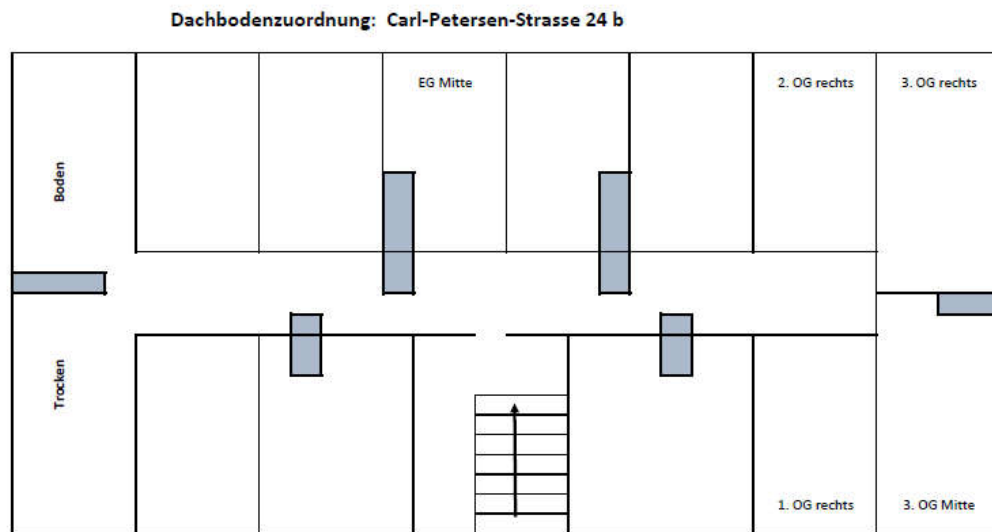 Dachbodenzuordnung: Carl-Petersen-Strasse 24 b
EG Mitte
2. OG rechts
3. OG rechts
Boden
Trocken
1. OG rechts
3. OG Mitte